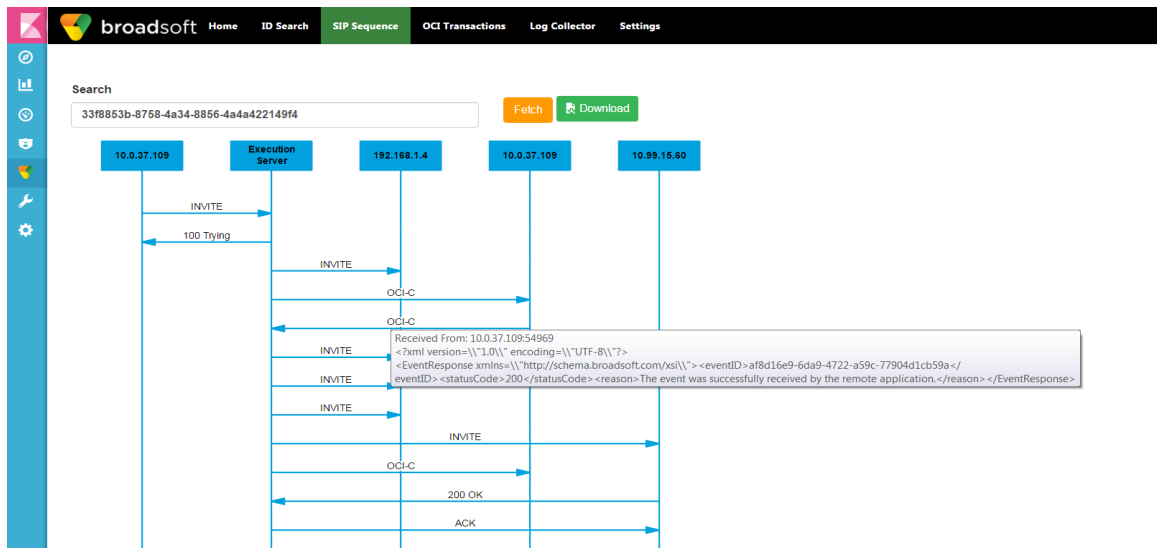 broadsoft Home ID Search SIP Sequence OCI Transactions Log Collector Settings
Search
33f8853b-8758-4a34-8856-4a4a422149f4 Fetch Download
10.0.37.109 Execution Server 192.168.1.4 10.0.37.109 10.99.15.60
INVITE
100 Trying
INVITE
OCI-C
OCI-C
Received From: 10.0.37.109:54969
<?xml version=\\"1.0\\" encoding=\\"UTF-8\\"?>
<EventResponse xmlns=\\"http://schema.broadsoft.com/xsi\\"><eventID>af8d16e9-6da9-4722-a59c-77904d1cb59a</
eventID><statusCode>200</statusCode><reason>The event was successfully received by the remote application.</reason></EventResponse>
INVITE
INVITE
INVITE
INVITE
OCI-C
200 OK
ACK